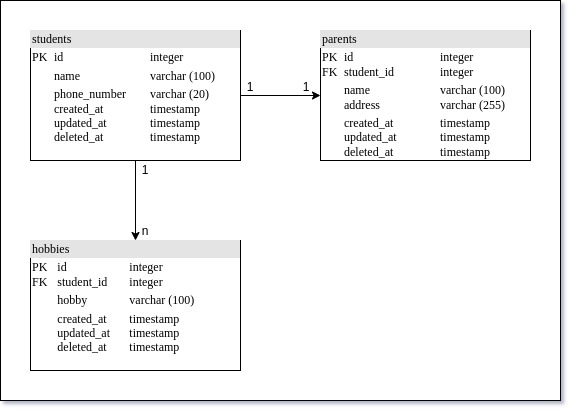 students
PK id integer
name varchar (100)
phone_number varchar (20)
created_at timestamp
updated_at timestamp
deleted_at timestamp
1 1
parents
PK id integer
FK student_id integer
name varchar (100)
address varchar (255)
created_at timestamp
updated_at timestamp
deleted_at timestamp
1
n
hobbies
PK id integer
FK student_id integer
hobby varchar (100)
created_at timestamp
updated_at timestamp
deleted_at timestamp